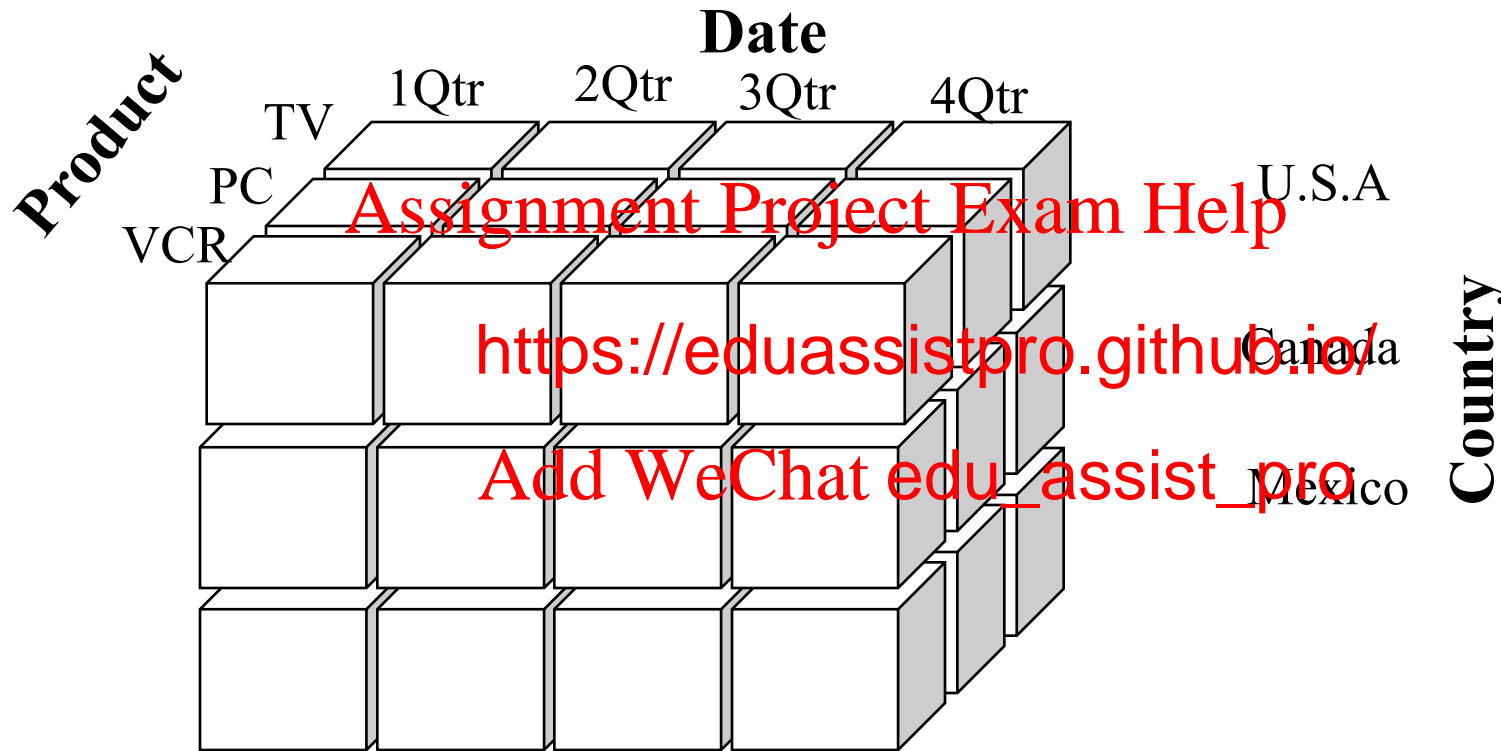 Date
Product
1Qtr 2Qtr 3Qtr 4Qtr
TV
PC
VCR
U.S.A
Assignment Project Exam Help
Canada
https://eduassistpro.github.io/
Mexico
Add WeChat edu_assist_pro
Country